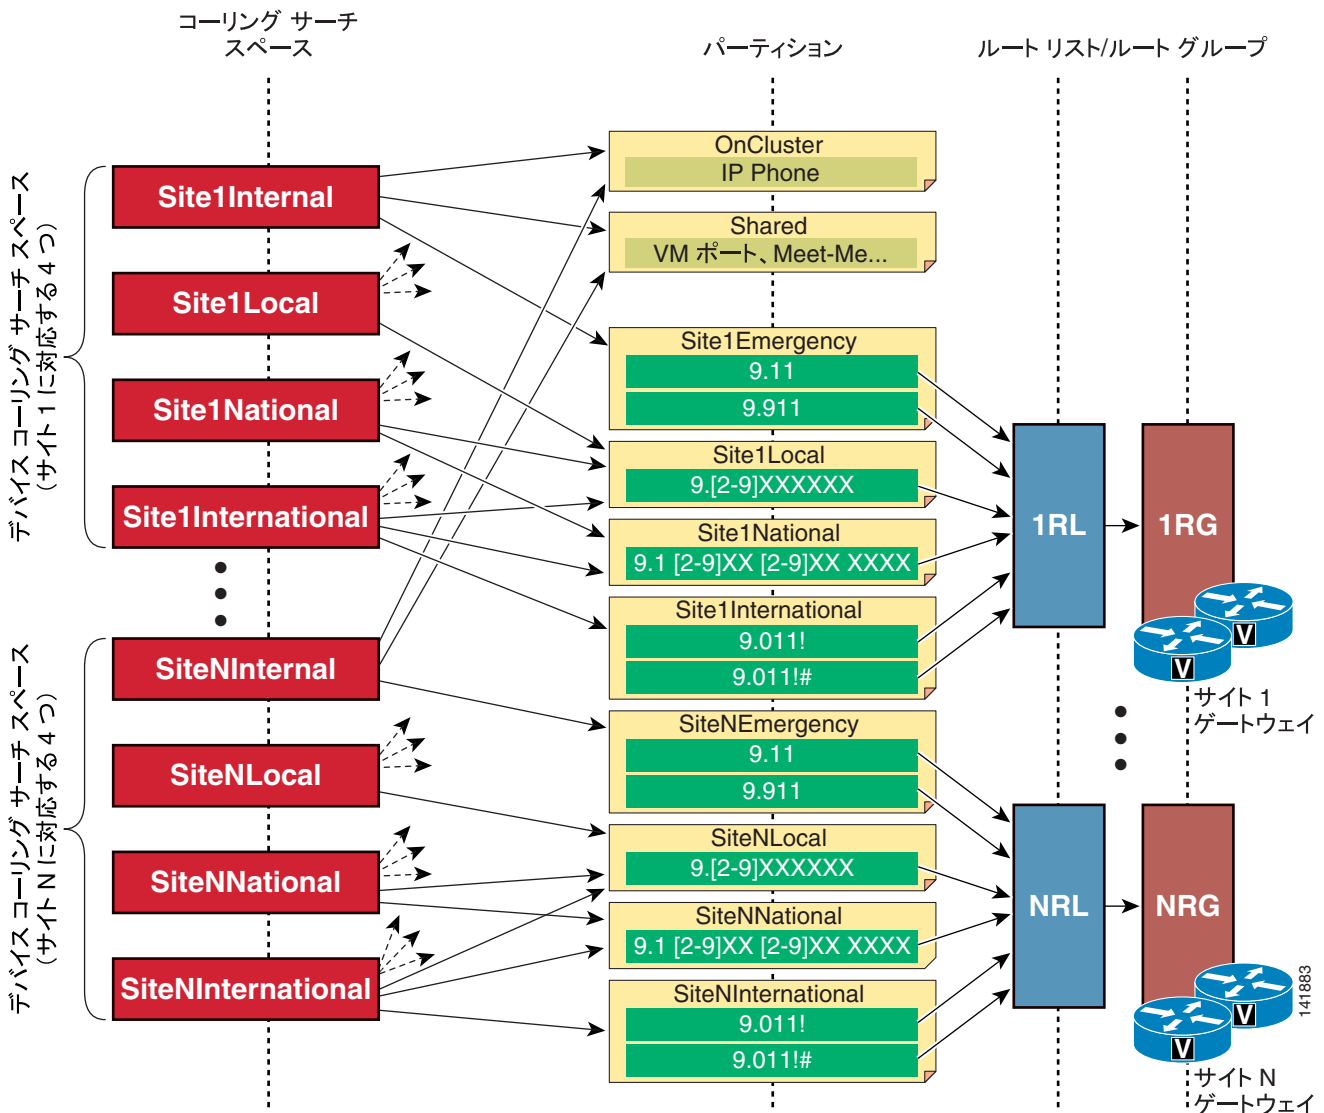 コーリング サーチ
スペース
パーティション
ルート リスト/ルート グループ
デバイス コーリング サーチ スペース
(サイト 1 に対応する 4 つ)
Site1Internal
Site1Local
Site1National
Site1International
デバイス コーリング サーチ スペース
(サイト N に対応する 4 つ)
SiteNInternal
SiteNLocal
SiteNNational
SiteNInternational
OnCluster
IP Phone
Shared
VM ポート、Meet-Me...
Site1Emergency
9.11
9.911
Site1Local
9.[2-9]XXXXXX
Site1National
9.1 [2-9]XX [2-9]XX XXXX
Site1International
9.011!
9.011!#
SiteNEmergency
9.11
9.911
SiteNLocal
9.[2-9]XXXXXX
SiteNNational
9.1 [2-9]XX [2-9]XX XXXX
SiteNInternational
9.011!
9.011!#
1RL
1RG
V
V
サイト 1
ゲートウェイ
NRL
NRG
V
V
サイト N
ゲートウェイ
141883